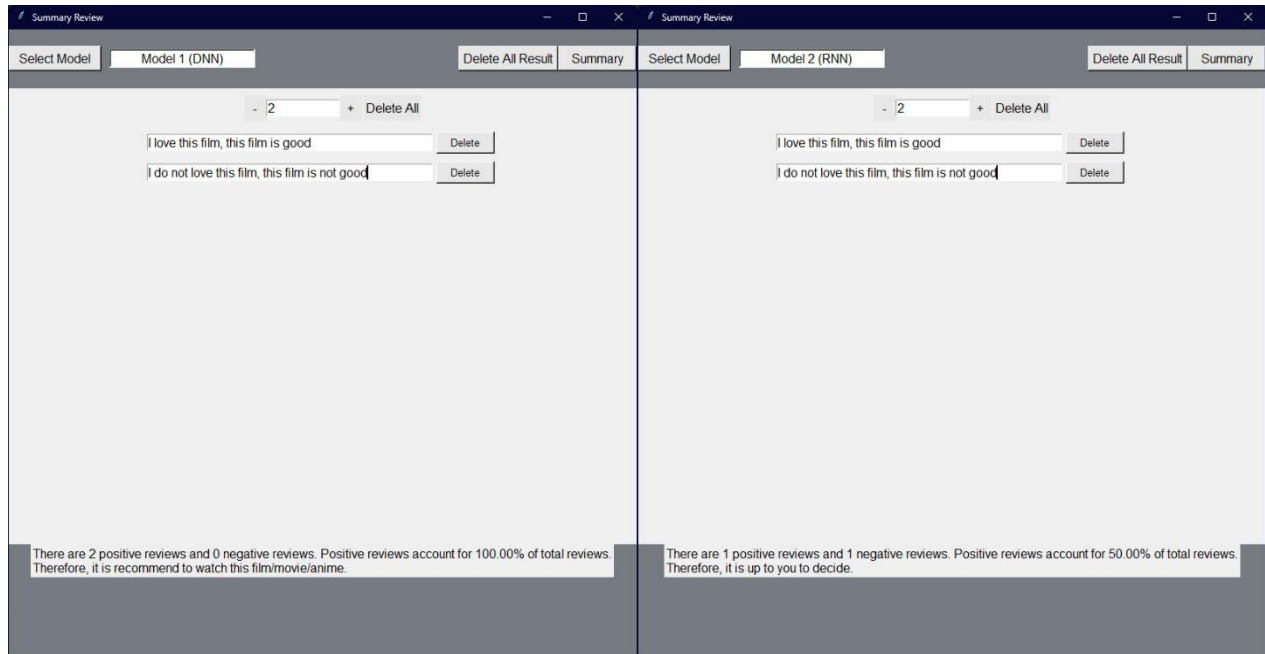 Summary Review
Select Model Model 1 (DNN) Delete All Result Summary
- 2 + Delete All
I love this film, this film is good Delete
I do not love this film, this film is not good Delete
There are 2 positive reviews and 0 negative reviews. Positive reviews account for 100.00% of total reviews.
Therefore, it is recommend to watch this film/movie/anime.
Summary Review
Select Model Model 2 (RNN) Delete All Result Summary
- 2 + Delete All
I love this film, this film is good Delete
I do not love this film, this film is not good Delete
There are 1 positive reviews and 1 negative reviews. Positive reviews account for 50.00% of total reviews.
Therefore, it is up to you to decide.